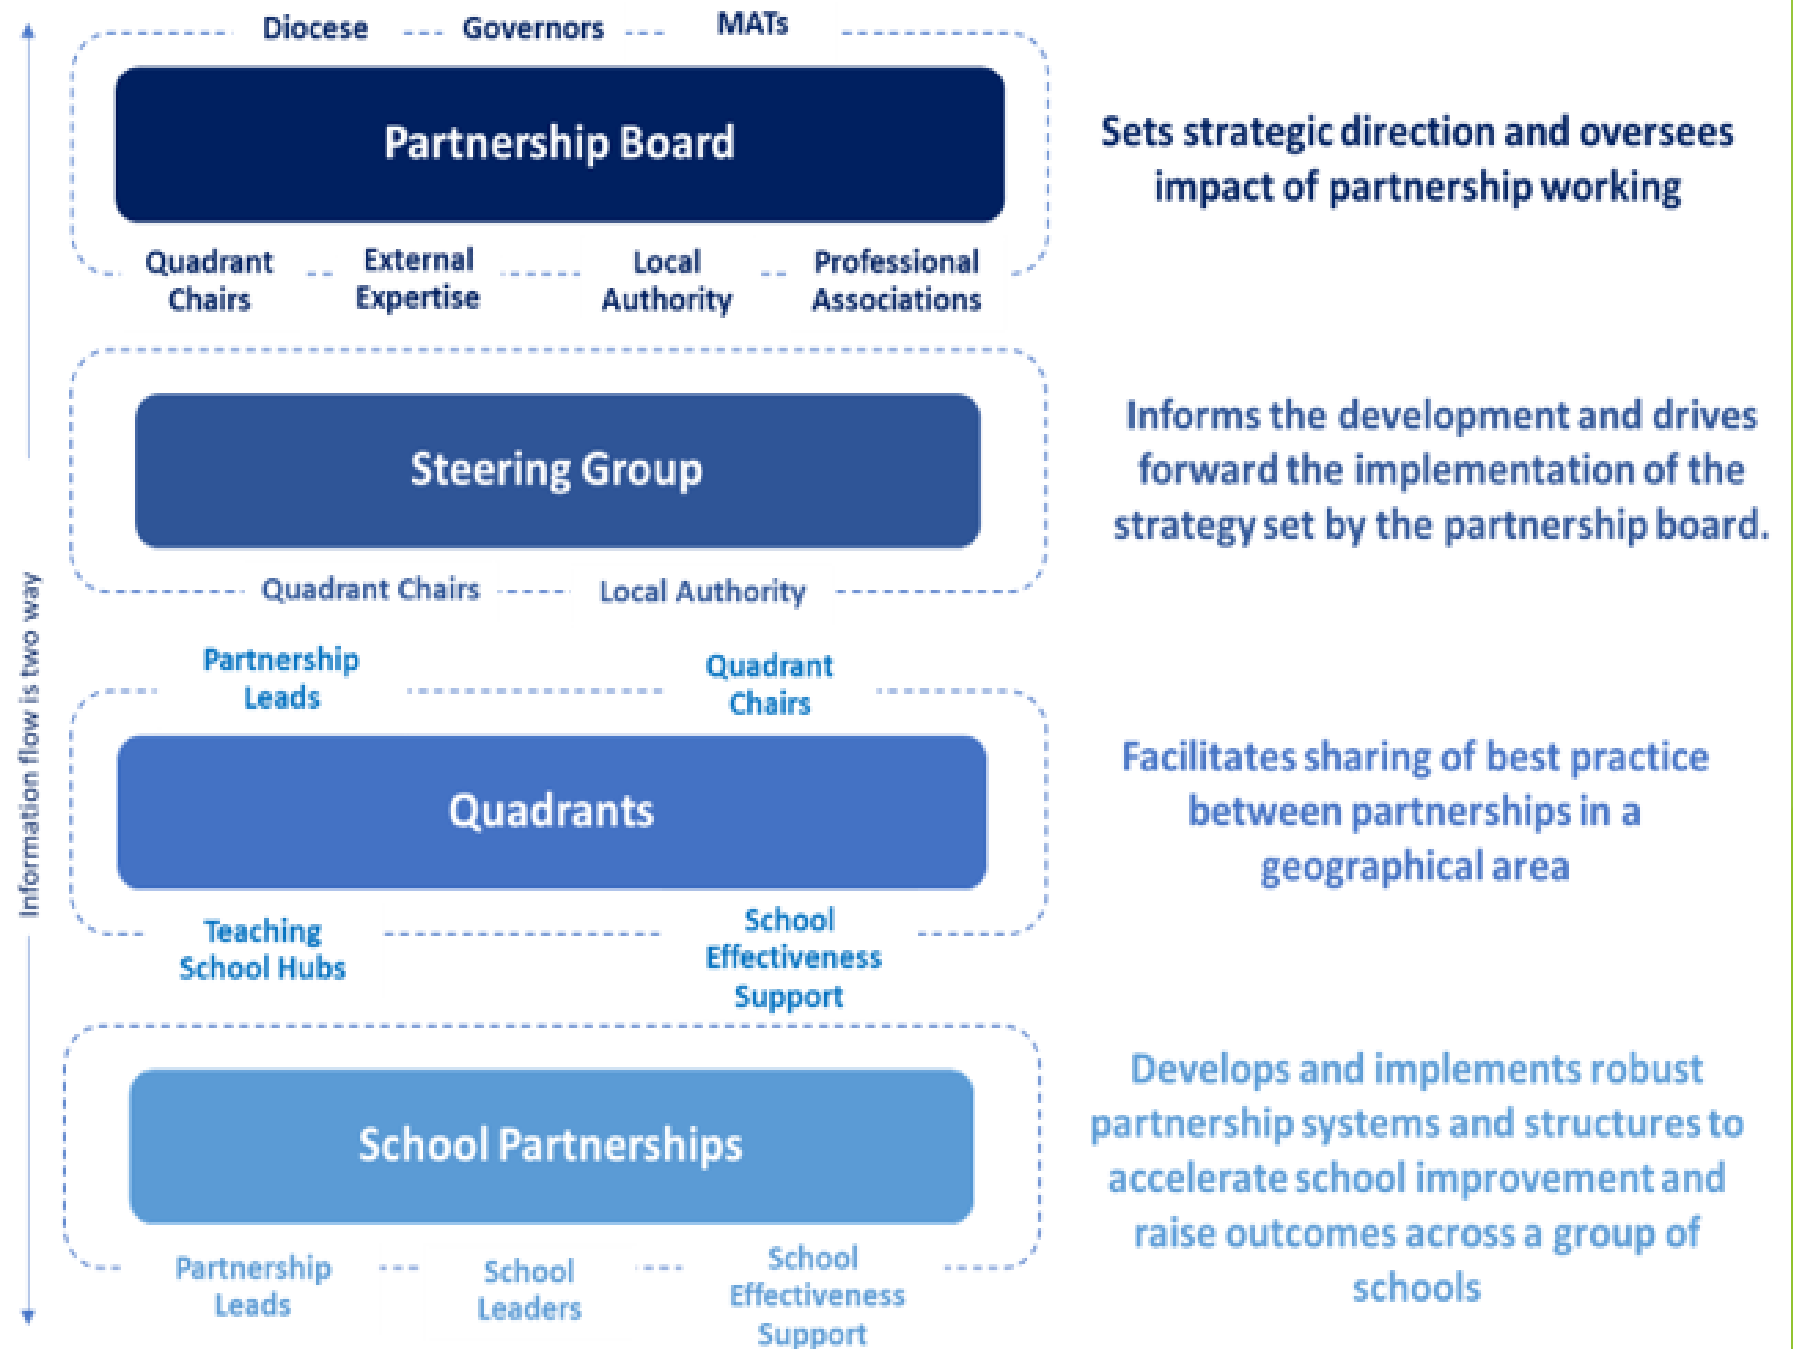 Diocese Governors MATs
Partnership Board
Quadrant Chairs
External Expertise
Local Authority
Professional Associations
Sets strategic direction and oversees
impact of partnership working
Steering Group
Quadrant Chairs Local Authority
Informs the development and drives
forward the implementation of the
strategy set by the partnership board.
Information flow is two way
Partnership
Leads
Quadrant
Chairs
Quadrants
Teaching
School Hubs
School
Effectiveness
Support
Facilitates sharing of best practice
between partnerships in a
geographical area
School Partnerships
Partnership
Leads
School
Leaders
School
Effectiveness
Support
Develops and implements robust
partnership systems and structures to
accelerate school improvement and
raise outcomes across a group of
schools